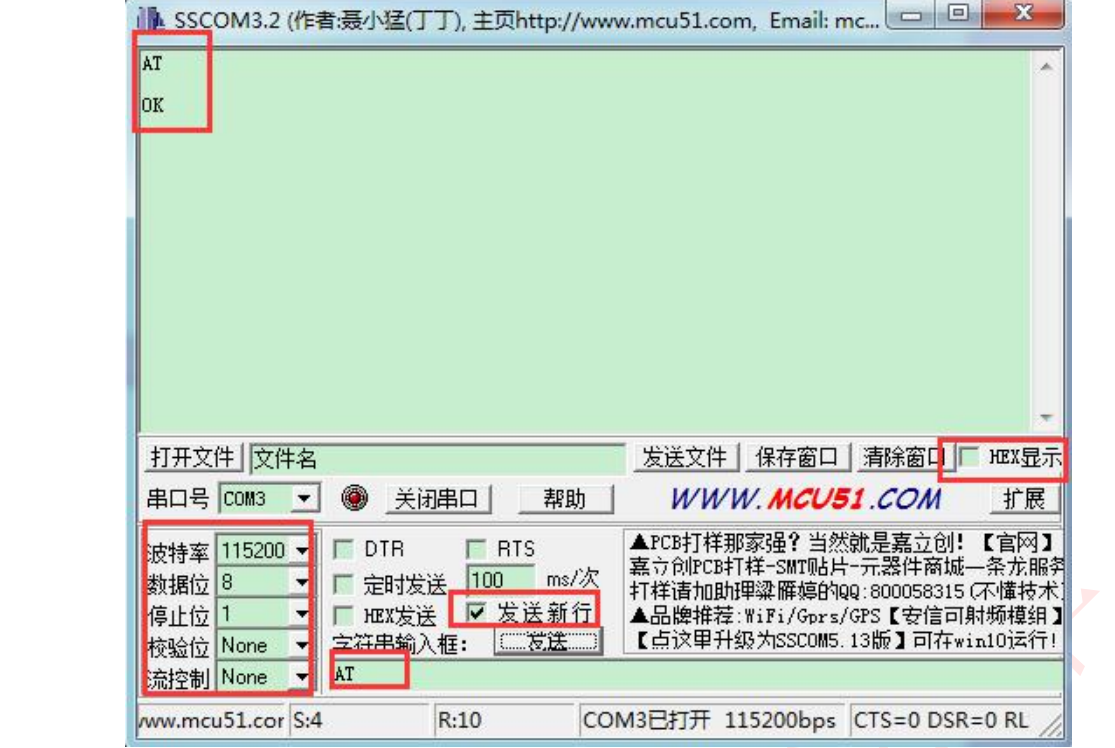 SSCOM3.2 (作者:聂小猛(丁丁), 主页http://www.mcu51.com, Email: mc...
AT
OK
打开文件 文件名 发送文件 保存窗口 清除窗口 HEX显示
串口号 COM3 关闭串口 帮助 WWW.MCU51.COM 扩展
波特率 115200 DTR RTS
数据位 8 定时发送 100 ms/次
停止位 1 HEX发送 发送新行
校验位 None 字符串输入框: 发送
流控制 None AT
▲PCB打样那家强? 当然就是嘉立创! 【官网】
嘉立创PCB打样-SMT贴片-元器件商城—条龙服务
打样请加助理梁雁婷的QQ:800058315(不懂技术
▲品牌推荐:WiFi/Gprs/GPS【安信可射频模组】
【点这里升级为SSCOM5.13版】可在win10运行!
www.mcu51.cor S:4 R:10 COM3已打开 115200bps CTS=0 DSR=0 RL